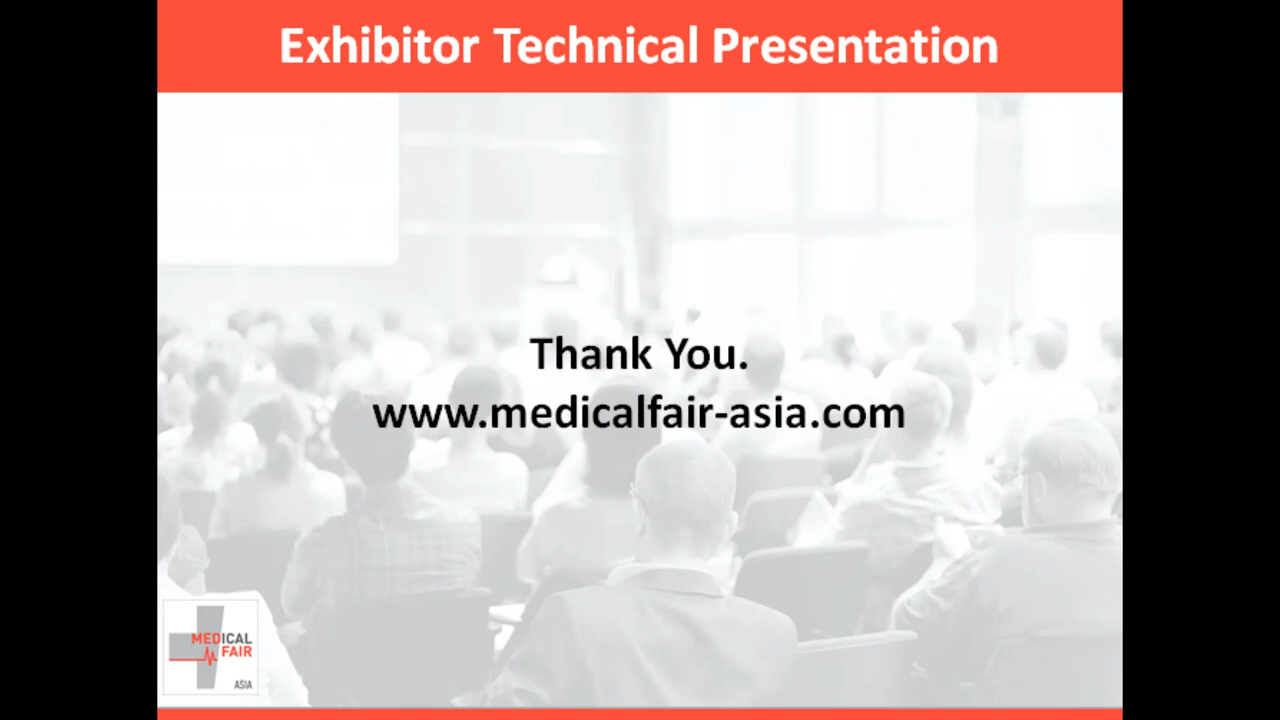 Exhibitor Technical Presentation
Thank You.
www.medicalfair-asia.com
MEDICAL
FAIR
ASIA